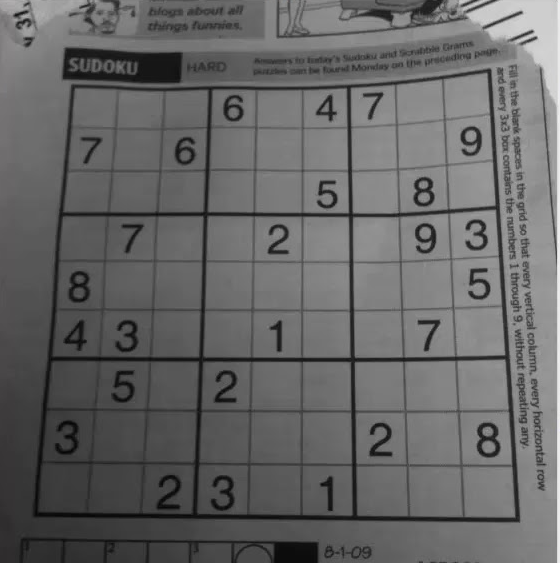 31,
blogs about all
things funnies.
SUDOKU HARD Answers to today's Sudoku and Scrabble Grams
puzzles can be found Monday on the preceding page.
Fill in the blank spaces in the grid so that every vertical column, every horizontal row
and every 3x3 box contains the numbers 1 through 9, without repeating any.
6 4 7
7 6 9
5 8
7 2 9 3
8 5
4 3 1 7
5 2
3 2 8
2 3 1
1 2 3
8-1-09